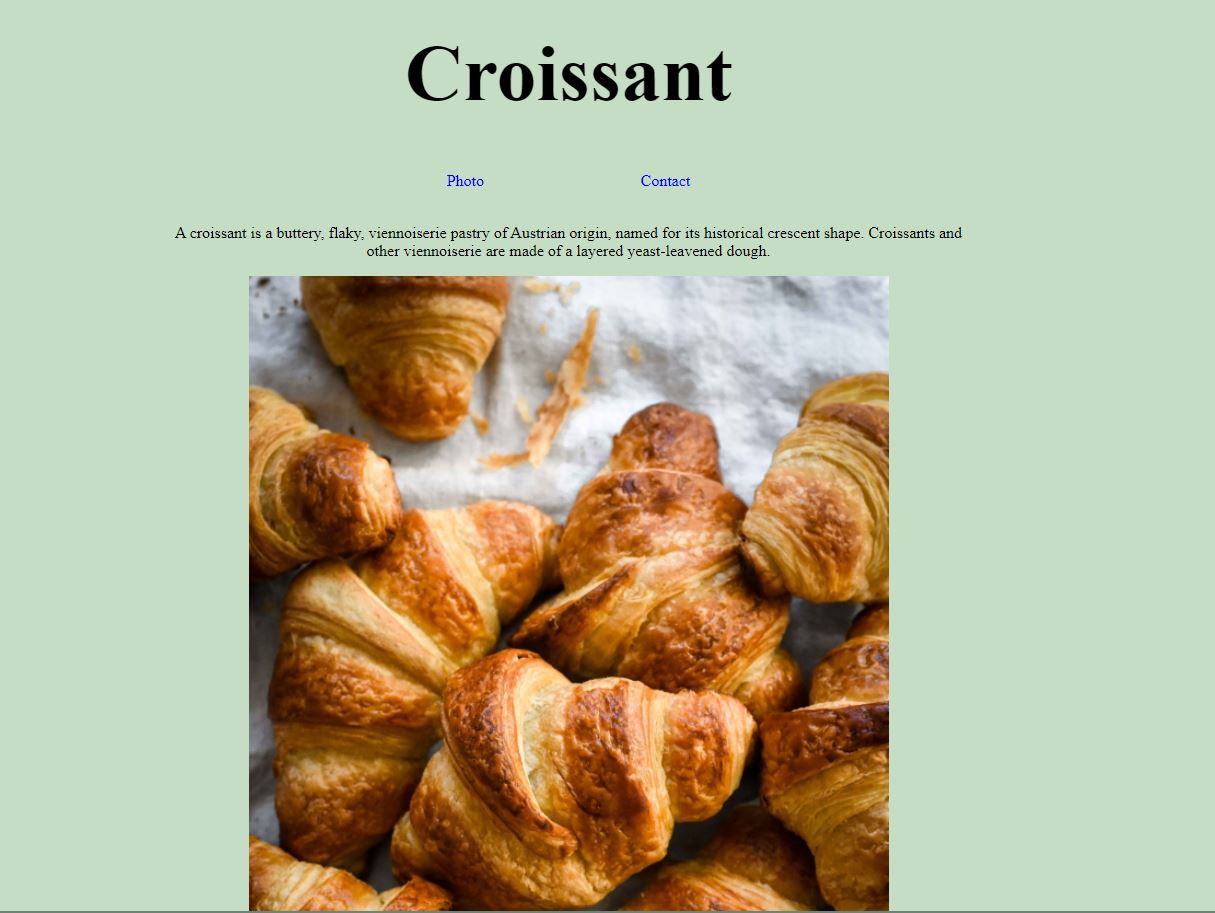 Croissant
Photo
Contact
A croissant is a buttery, flaky, viennoiserie pastry of Austrian origin, named for its historical crescent shape. Croissants and
other viennoiserie are made of a layered yeast-leavened dough.